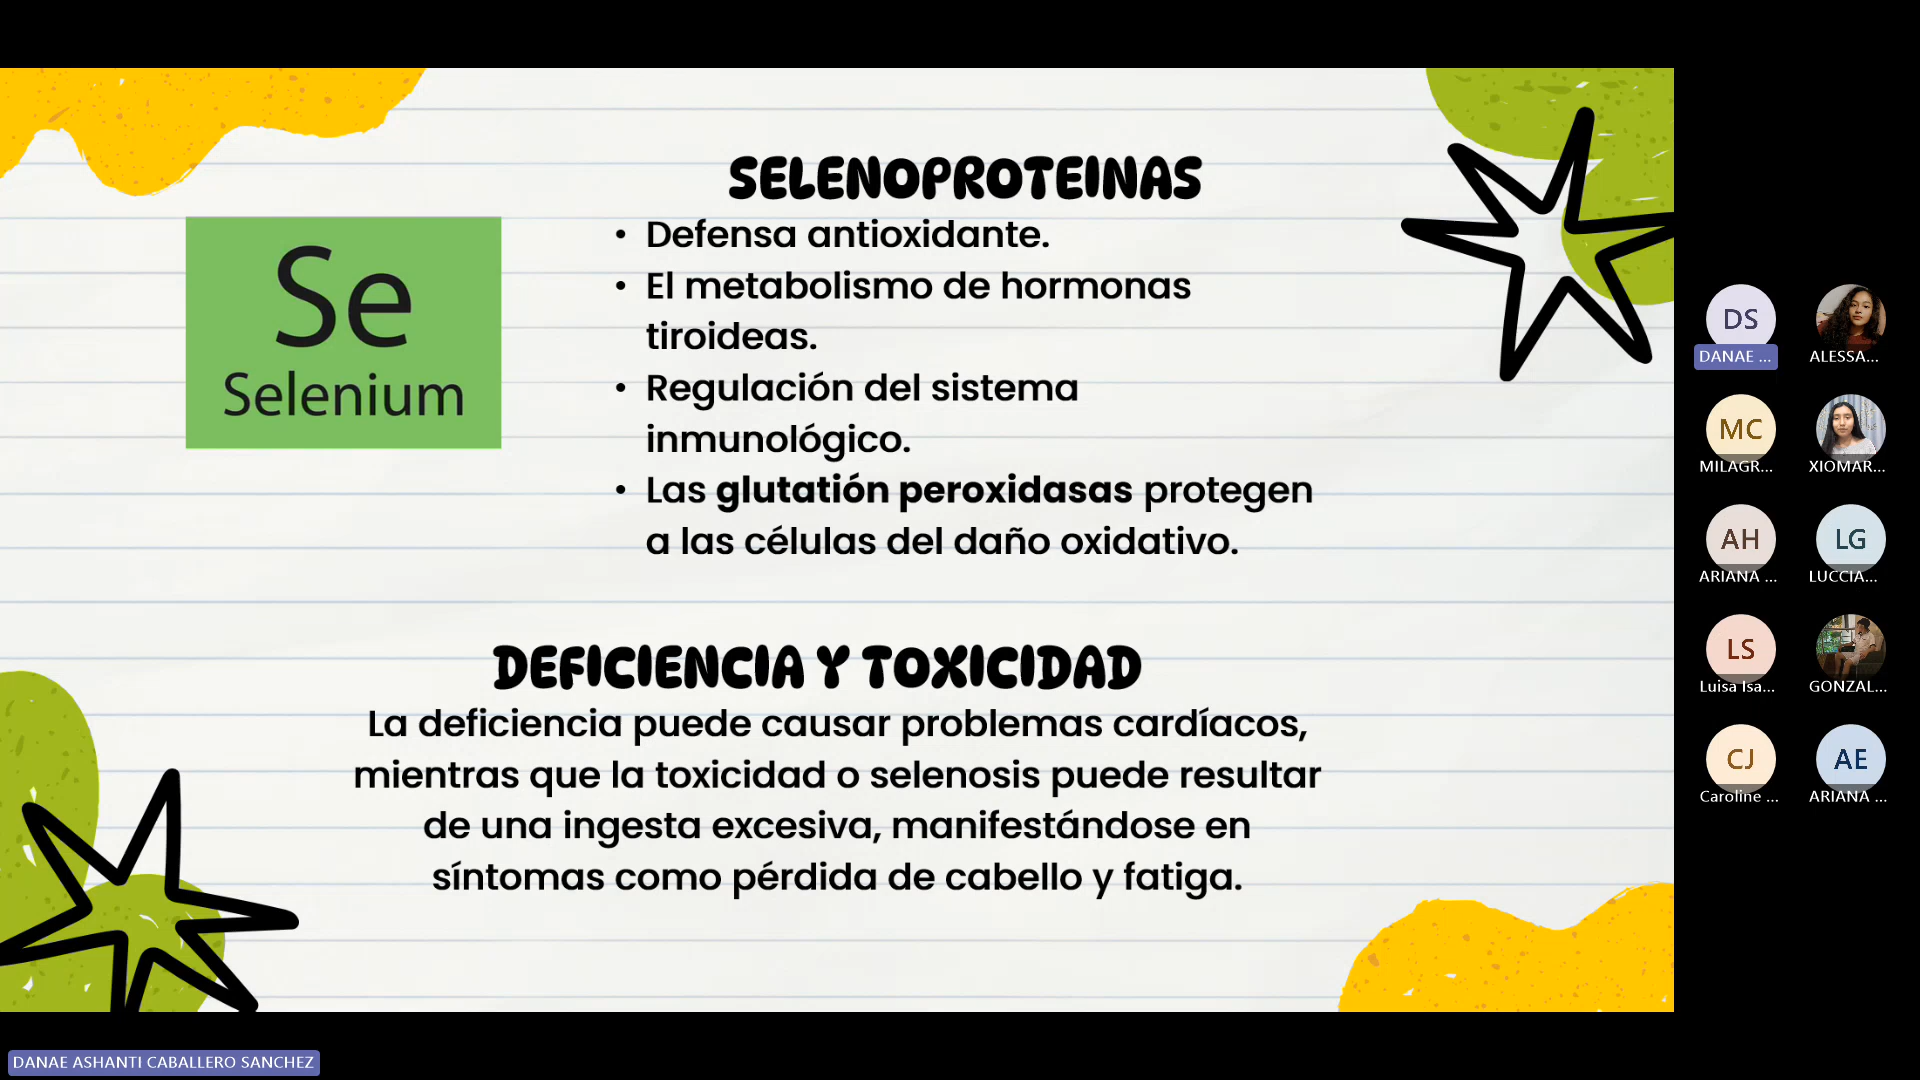 SELENOPROTEINAS
Se
Selenium
• Defensa antioxidante.
• El metabolismo de hormonas
tiroideas.
• Regulación del sistema
inmunológico.
• Las glutatión peroxidasas protegen
a las células del daño oxidativo.
DEFICIENCIA Y TOXICIDAD
La deficiencia puede causar problemas cardíacos,
mientras que la toxicidad o selenosis puede resultar
de una ingesta excesiva, manifestándose en
síntomas como pérdida de cabello y fatiga.
DS
DANAE ...
ALESSA...
MC
MILAGR...
XIOMAR...
AH
ARIANA ...
LG
LUCCIA...
LS
Luisa Isa...
GONZAL...
CJ
Caroline ...
AE
ARIANA ...
DANAE ASHANTI CABALLERO SANCHEZ